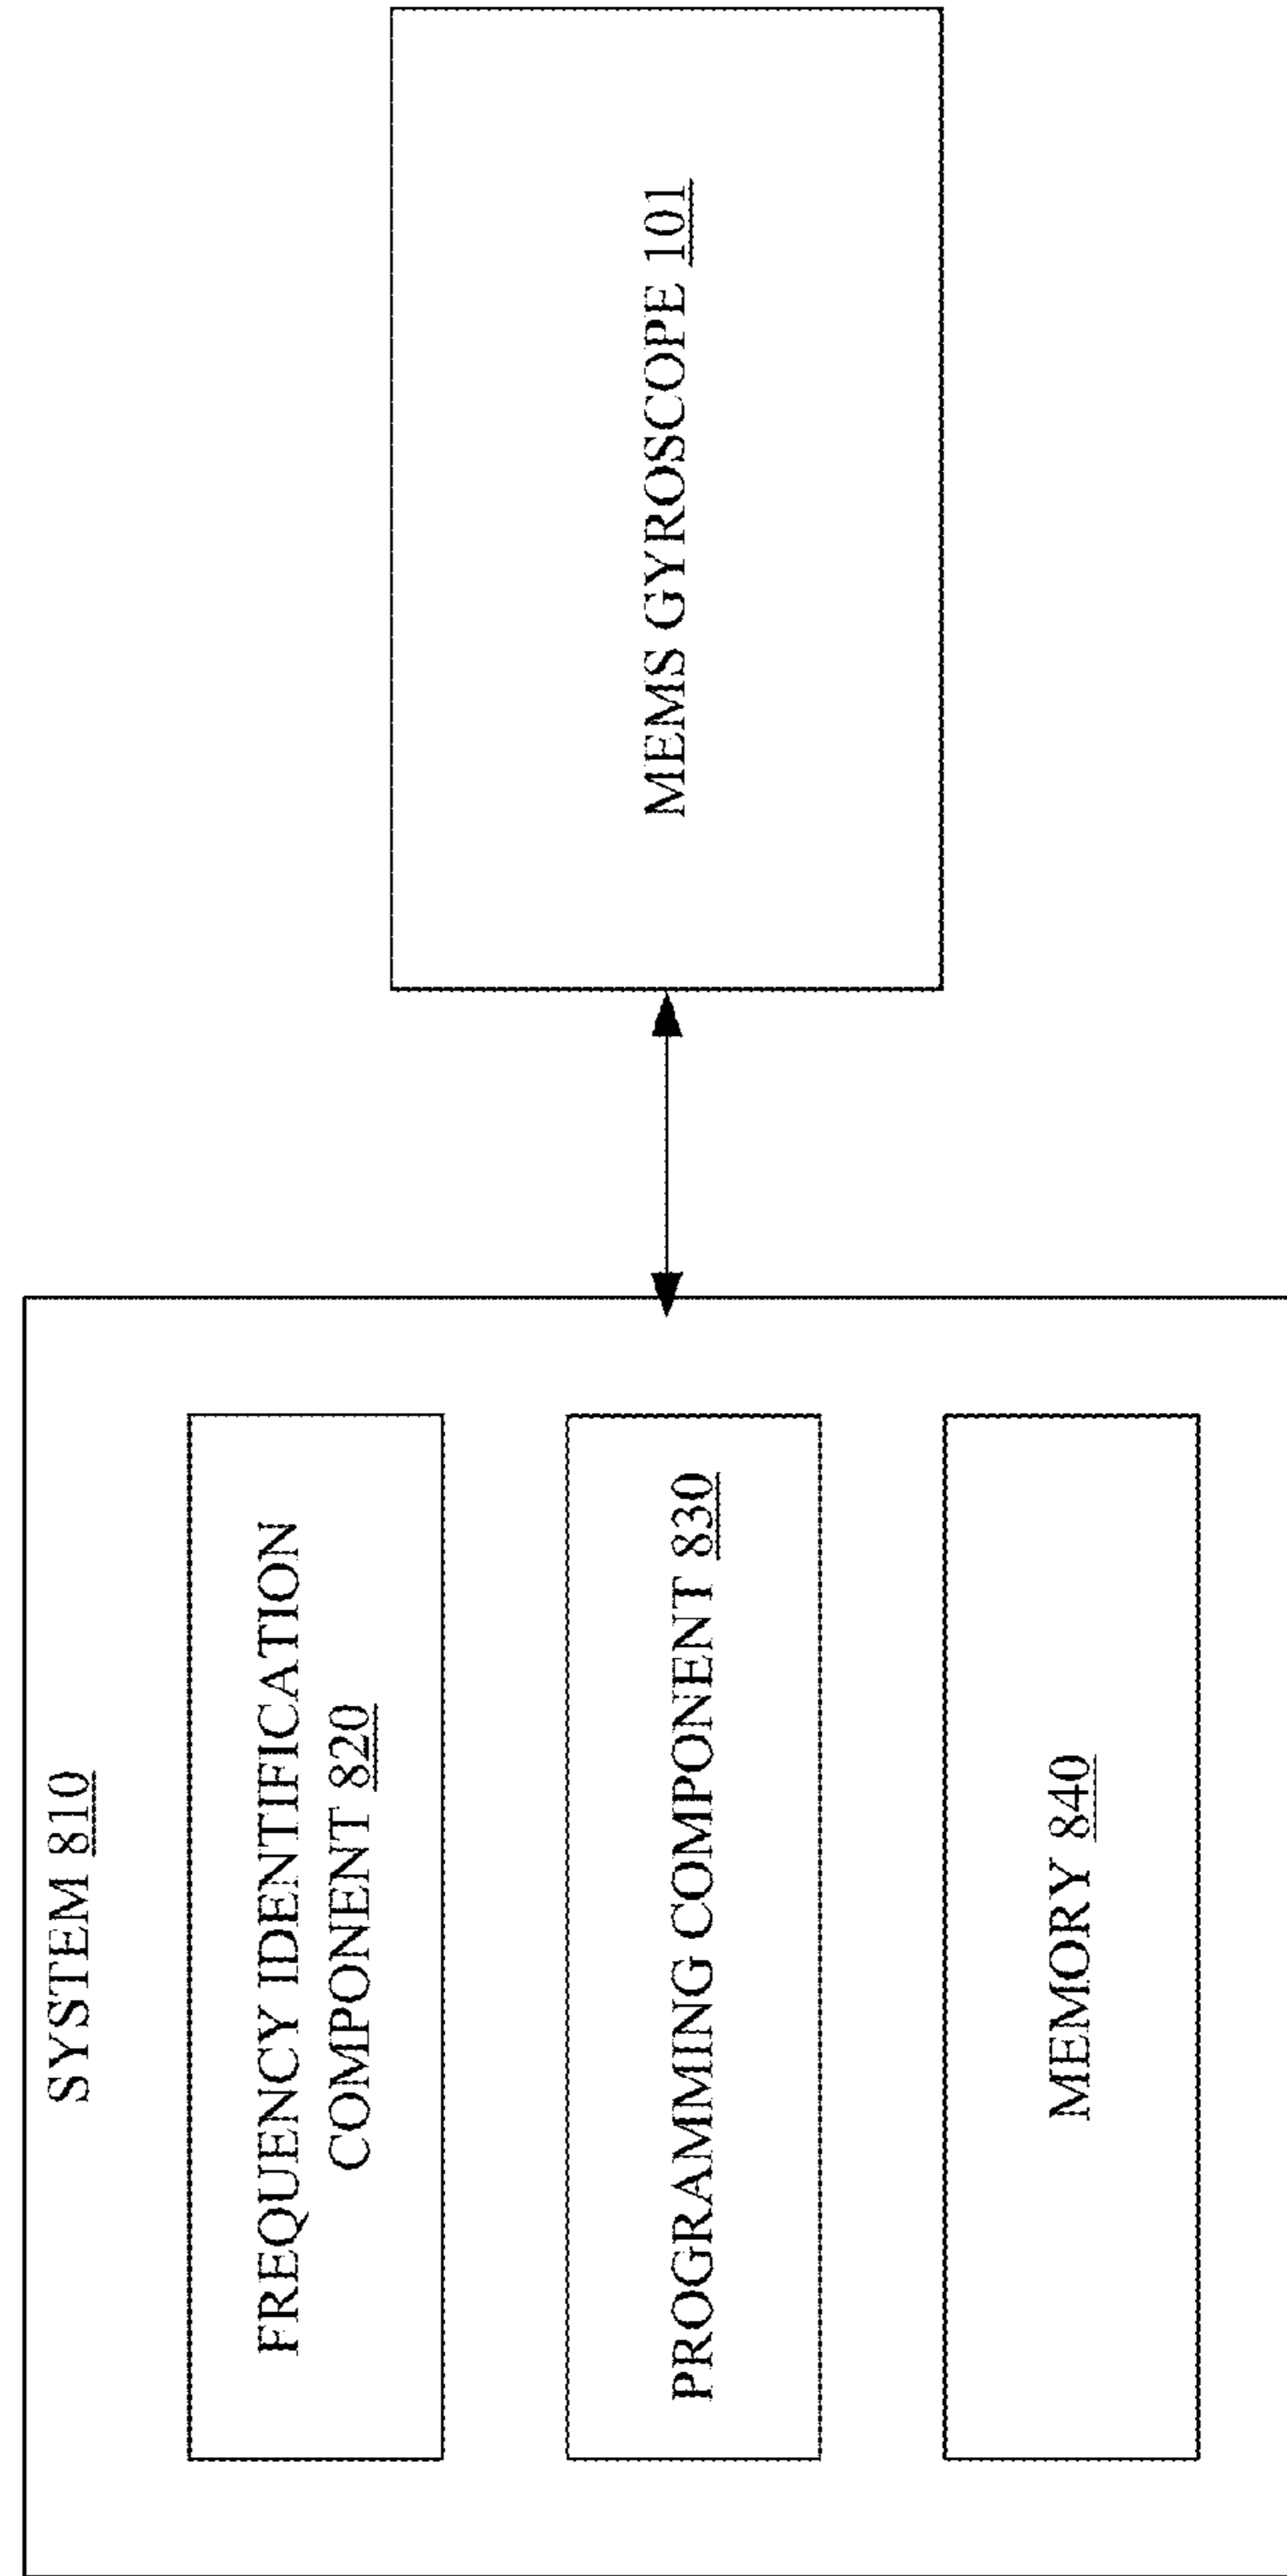 SYSTEM 810
FREQUENCY IDENTIFICATION
COMPONENT 820
PROGRAMMING COMPONENT 830
MEMORY 840
MEMS GYROSCOPE 101